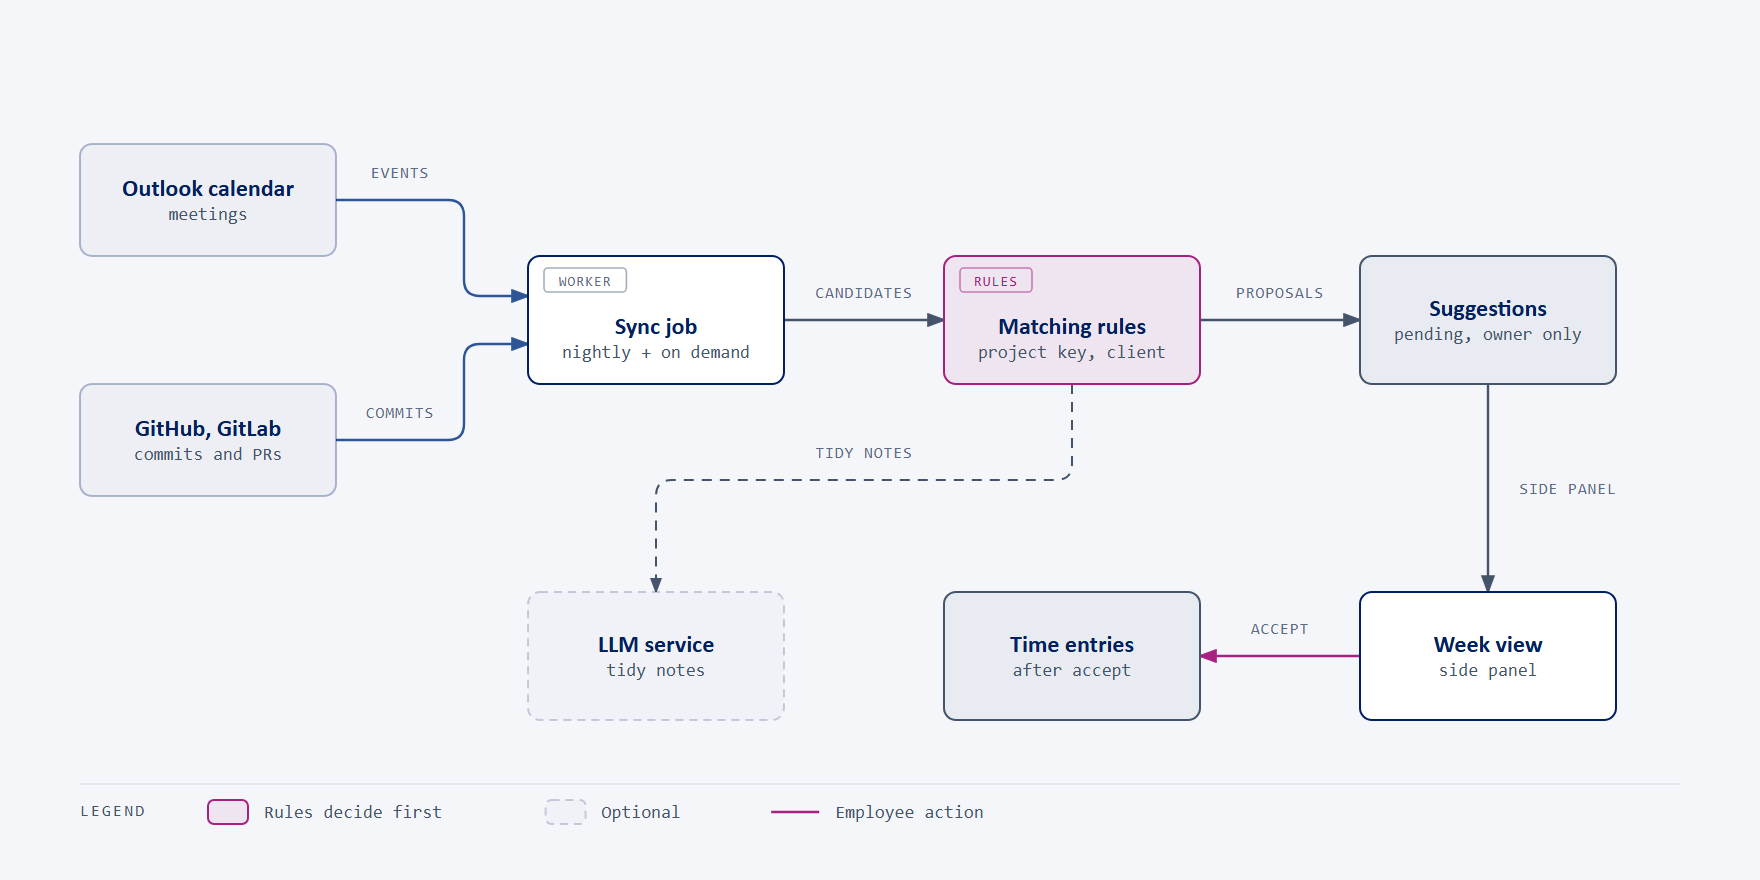 Outlook calendar
meetings
EVENTS
GitHub, GitLab
commits and PRs
COMMITS
WORKER
Sync job
nightly + on demand
CANDIDATES
RULES
Matching rules
project key, client
PROPOSALS
Suggestions
pending, owner only
TIDY NOTES
SIDE PANEL
LLM service
tidy notes
Time entries
after accept
ACCEPT
Week view
side panel
LEGEND
Rules decide first
Optional
Employee action